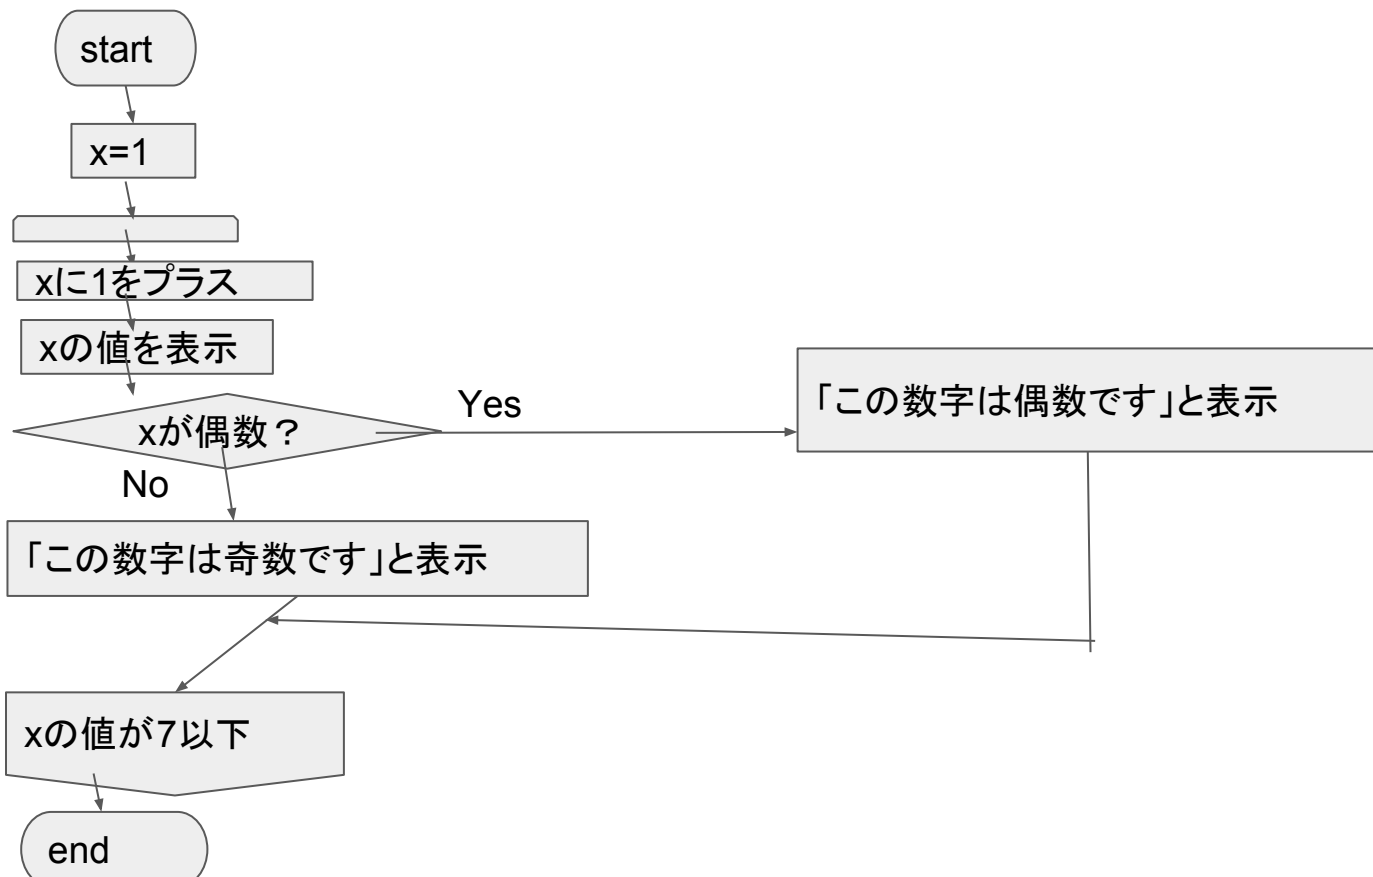 start
x=1
xに1をプラス
xの値を表示
xが偶数？
Yes
「この数字は偶数です」と表示
No
「この数字は奇数です」と表示
xの値が7以下
end